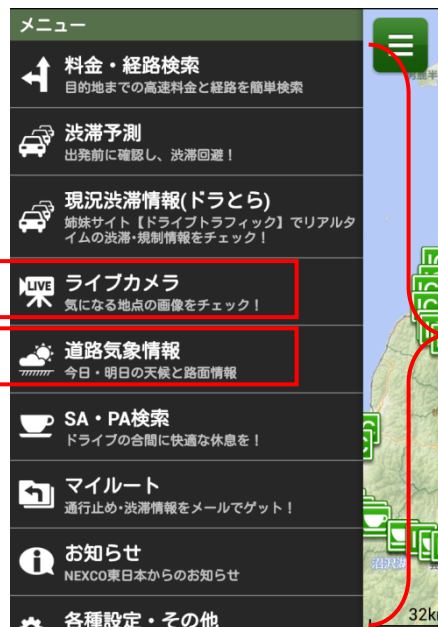 メニュー
料金・経路検索
目的地までの高速料金と経路を簡単検索
渋滞予測
出発前に確認し、渋滞回避！
現況渋滞情報(ドラとら)
姉妹サイト【ドライブトラフィック】でリアルタ
イムの渋滞・規制情報をチェック！
LIVE
ライブカメラ
気になる地点の画像をチェック！
道路気象情報
今日・明日の天候と路面情報
SA・PA検索
ドライブの合間に快適な休息を！
マイルート
通行止め・渋滞情報をメールでゲット！
お知らせ
NEXCO東日本からのお知らせ
各種設定・その他
32km